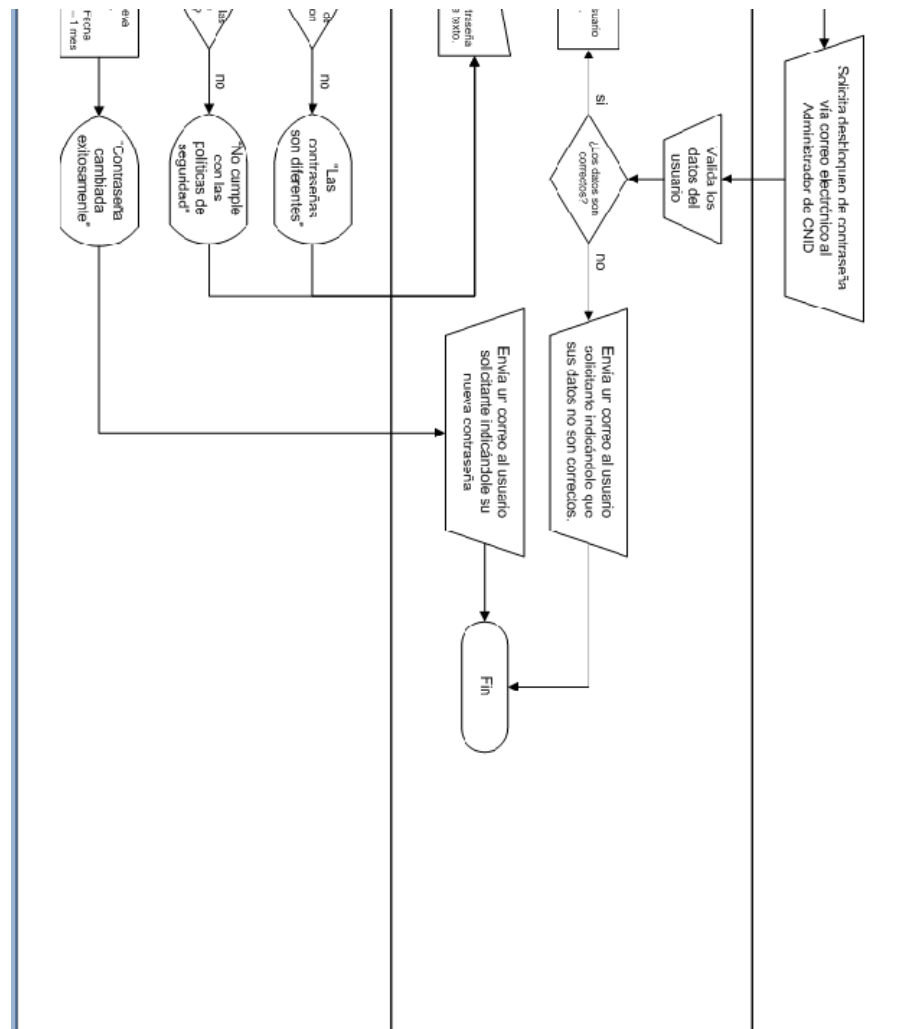 Solicita desbloqueo de contraseña
vía correo electrónico al
Administrador de CNID
Valida los
datos del
usuario
¿Los datos son
correctos?
si
no
Envía un correo al usuario
solicitante indicándole que
sus datos no son correctos.
Envía un correo al usuario
solicitante indicándole su
nueva contraseña
Fin
de
no
"Las
contraseñas
son diferentes"
las
no
"No cumple
con las
políticas de
seguridad"
Fecha
– 1 mes
"Contraseña
cambiada
exitosamente"